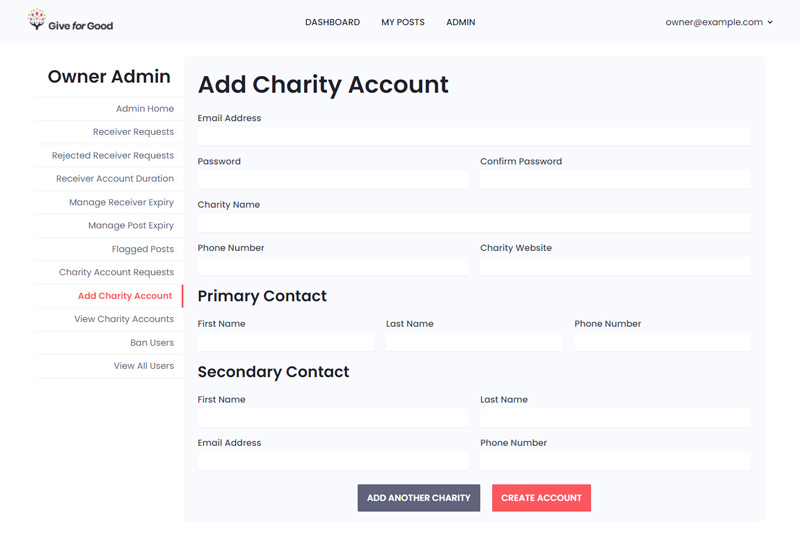 Give for Good
DASHBOARD MY POSTS ADMIN
owner@example.com
Owner Admin
Admin Home
Receiver Requests
Rejected Receiver Requests
Receiver Account Duration
Manage Receiver Expiry
Manage Post Expiry
Flagged Posts
Charity Account Requests
Add Charity Account
View Charity Accounts
Ban Users
View All Users
Add Charity Account
Email Address
Password Confirm Password
Charity Name
Phone Number Charity Website
Primary Contact
First Name Last Name Phone Number
Secondary Contact
First Name Last Name
Email Address Phone Number
ADD ANOTHER CHARITY CREATE ACCOUNT